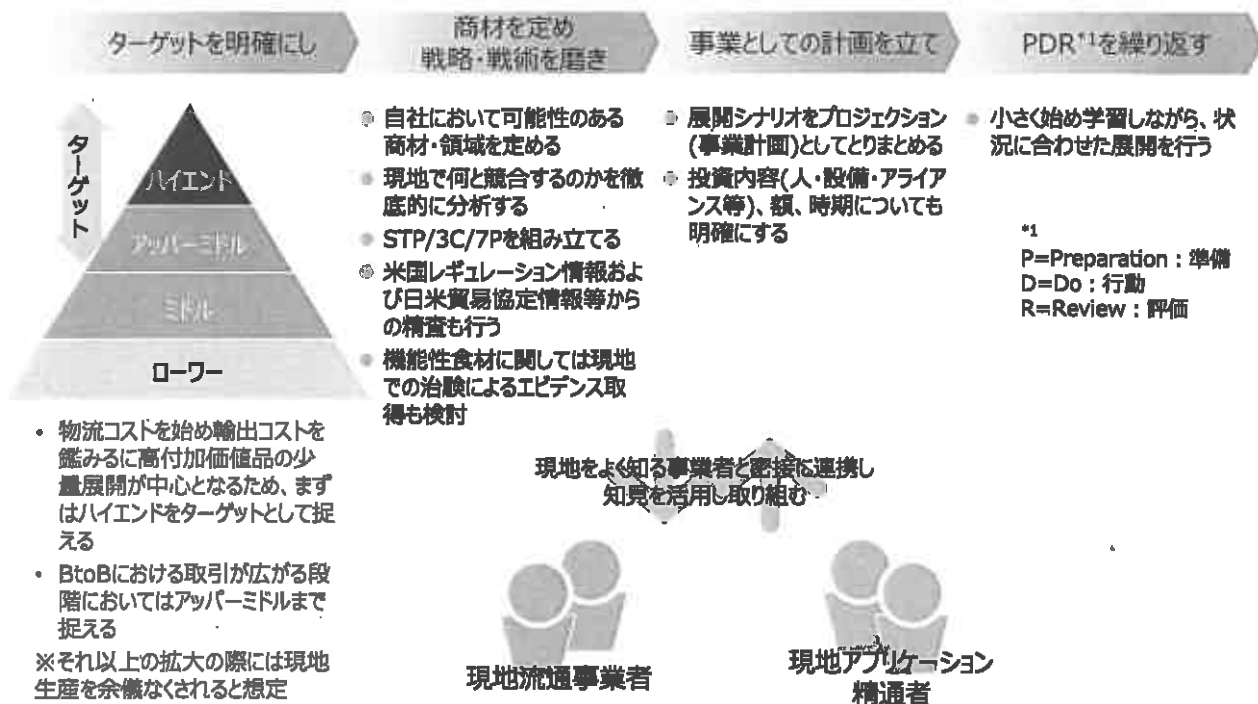 ターゲットを明確にし
商材を定め
戦略・戦術を磨き
事業としての計画を立て
PDR*1を繰り返す
ターゲット
ハイエンド
アッパーミドル
ミドル
ローワー
• 物流コストを始め輸出コストを
鑑みるに高付加価値品の少
量展開が中心となるため、まず
はハイエンドをターゲットとして捉
える
• BtoBにおける取引が広がる段
階においてはアッパーミドルまで
捉える
※それ以上の拡大の際には現地
生産を余儀なくされると想定
● 自社において可能性のある
商材・領域を定める
● 現地で何と競合するのかを徹
底的に分析する
● STP/3C/7Pを組み立てる
● 米国レギュレーション情報およ
び日米貿易協定情報等から
の精査も行う
● 機能性食材に関しては現地
での治験によるエビデンス取
得も検討
● 展開シナリオをプロジェクション
(事業計画)としてとりまとめる
● 投資内容(人・設備・アライア
ンス等)、額、時期についても
明確にする
● 小さく始め学習しながら、状
況に合わせた展開を行う
*1
P=Preparation：準備
D=Do：行動
R=Review：評価
現地をよく知る事業者と密接に連携し
知見を活用し取り組む
現地流通事業者
現地アプリケーション
精通者